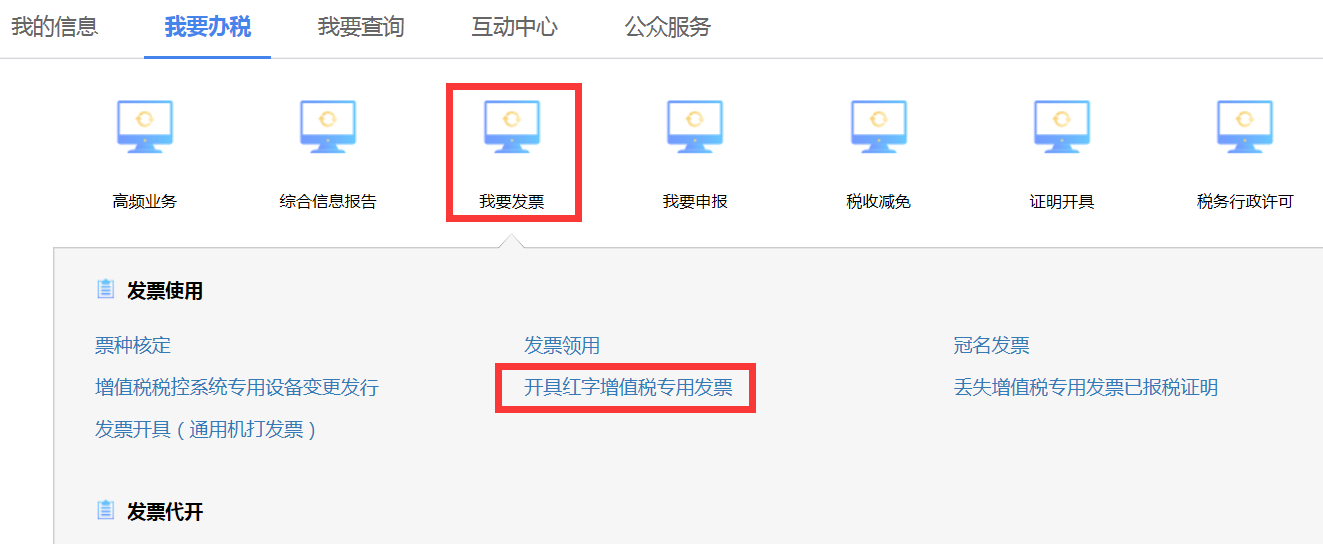 我的信息 我要办税 我要查询 互动中心 公众服务
高频业务 综合信息报告 我要发票 我要申报 税收减免 证明开具 税务行政许可
发票使用
票种核定 发票领用 冠名发票
增值税税控系统专用设备变更发行 开具红字增值税专用发票 丢失增值税专用发票已报税证明
发票开具（通用机打发票）
发票代开